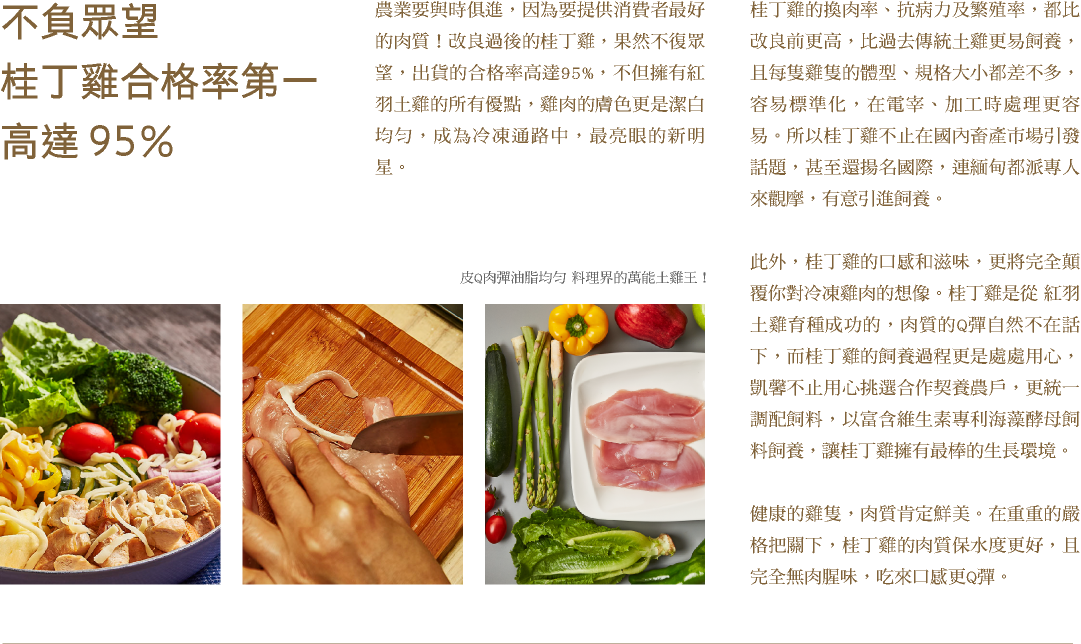 不負眾望
桂丁雞合格率第一
高達 95%
農業要與時俱進，因為要提供消費者最好
的肉質！改良過後的桂丁雞，果然不復眾
望，出貨的合格率高達95%，不但擁有紅
羽土雞的所有優點，雞肉的膚色更是潔白
均勻，成為冷凍通路中，最亮眼的新明
星。
皮Q肉彈油脂均勻 料理界的萬能土雞王！
桂丁雞的換肉率、抗病力及繁殖率，都比
改良前更高，比過去傳統土雞更易飼養，
且每隻雞隻的體型、規格大小都差不多，
容易標準化，在電宰、加工時處理更容
易。所以桂丁雞不止在國內畜產市場引發
話題，甚至還揚名國際，連緬甸都派專人
來觀摩，有意引進飼養。
此外，桂丁雞的口感和滋味，更將完全顛
覆你對冷凍雞肉的想像。桂丁雞是從 紅羽
土雞育種成功的，肉質的Q彈自然不在話
下，而桂丁雞的飼養過程更是處處用心，
凱馨不止用心挑選合作契養農戶，更統一
調配飼料，以富含維生素專利海藻酵母飼
料飼養，讓桂丁雞擁有最棒的生長環境。
健康的雞隻，肉質肯定鮮美。在重重的嚴
格把關下，桂丁雞的肉質保水度更好，且
完全無肉腥味，吃來口感更Q彈。